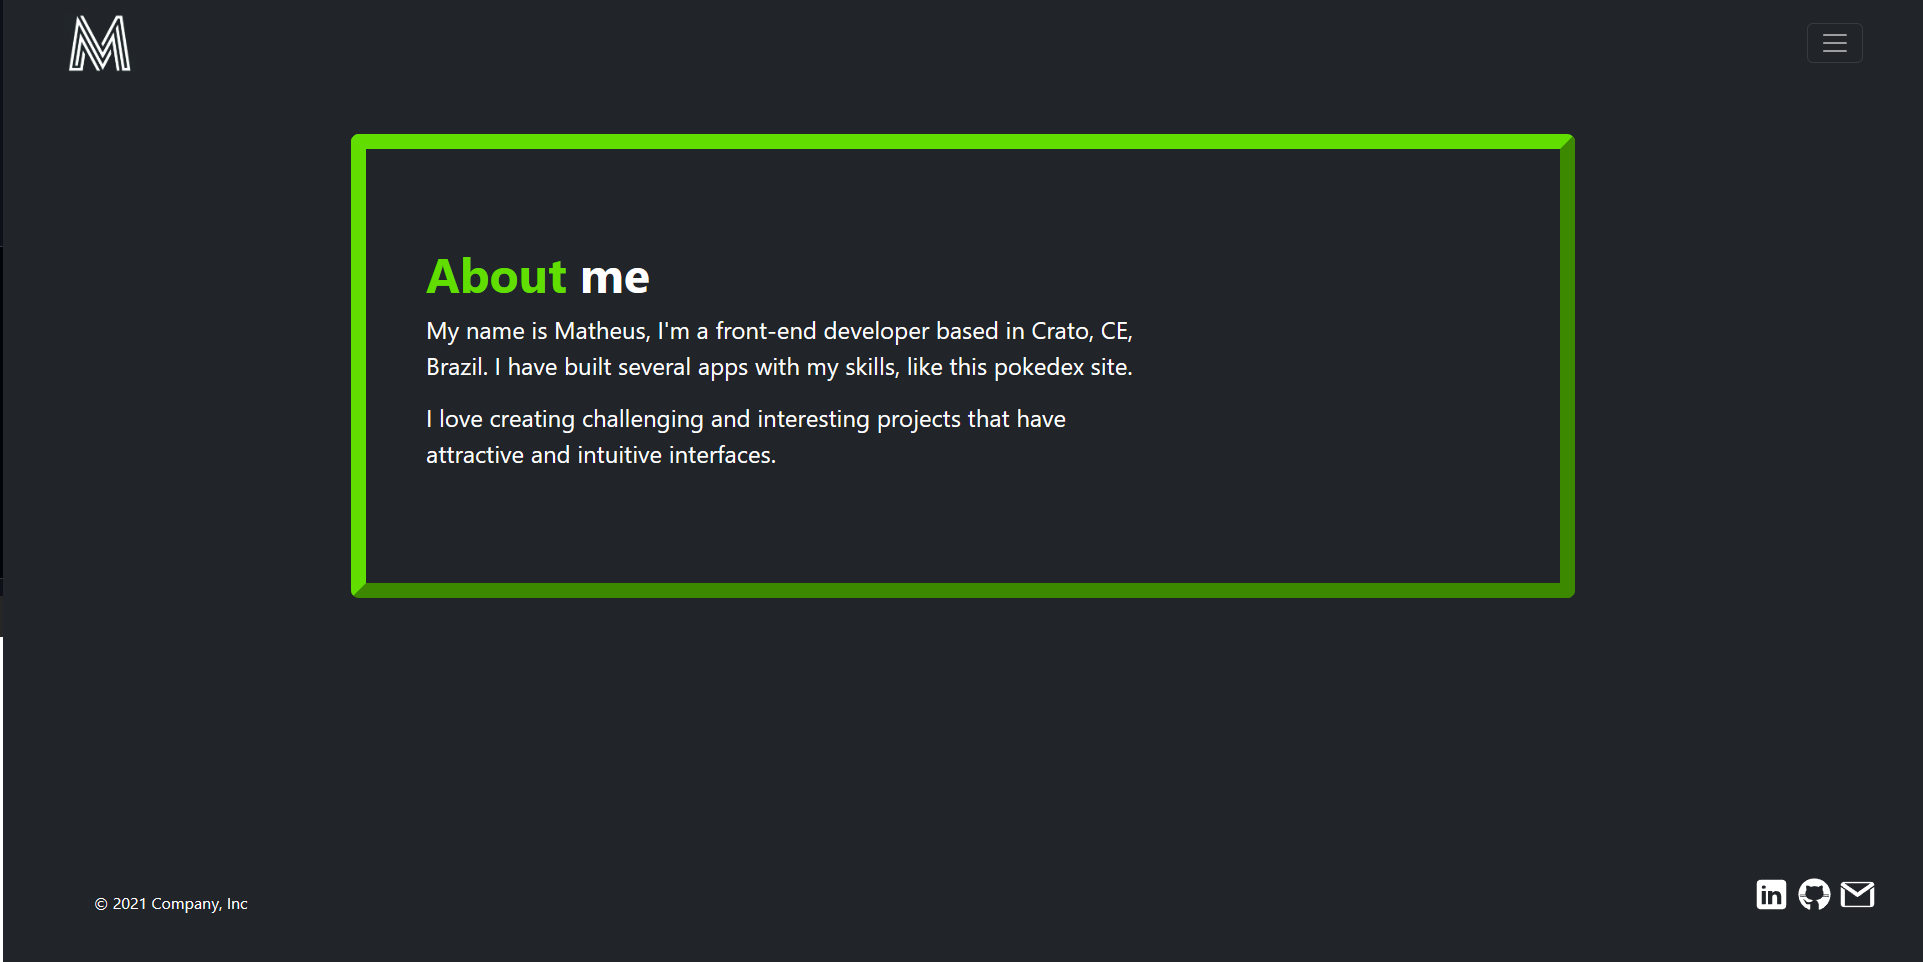 M
About me
My name is Matheus, I'm a front-end developer based in Crato, CE,
Brazil. I have built several apps with my skills, like this pokedex site.
I love creating challenging and interesting projects that have
attractive and intuitive interfaces.
© 2021 Company, Inc
in